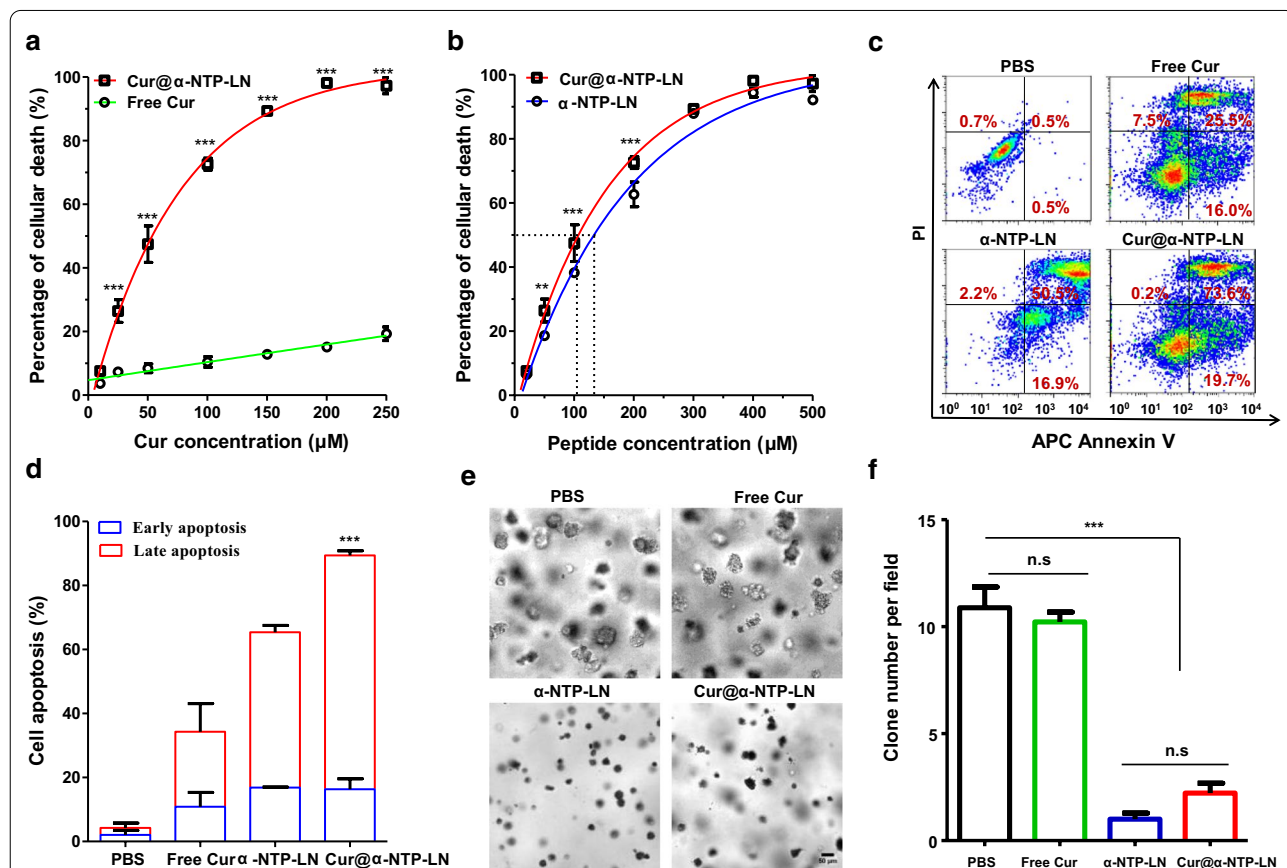 a
Percentage of cellular death (%)
100
80
60
40
20
0
Cur@α-NTP-LN
Free Cur
***
***
***
***
***
***
0
50
100
150
200
250
Cur concentration (µM)
b
Percentage of cellular death (%)
100
80
60
40
20
0
Cur@α-NTP-LN
α-NTP-LN
**
***
***
0
100
200
300
400
500
Peptide concentration (µM)
c
PBS
Free Cur
0.7%
0.5%
0.5%
7.5%
25.5%
16.0%
PI
α-NTP-LN
Cur@α-NTP-LN
2.2%
50.5%
16.9%
0.2%
73.6%
19.7%
10⁰ 10¹ 10² 10³ 10⁴
10⁰ 10¹ 10² 10³ 10⁴
APC Annexin V
d
Cell apoptosis (%)
100
80
60
40
20
0
Early apoptosis
Late apoptosis
***
PBS
Free Cur
α -NTP-LN
Cur@α-NTP-LN
e
PBS
Free Cur
α-NTP-LN
Cur@α-NTP-LN
50 µm
f
Clone number per field
15
10
5
0
***
n.s
n.s
PBS
Free Cur
α-NTP-LN
Cur@α-NTP-LN